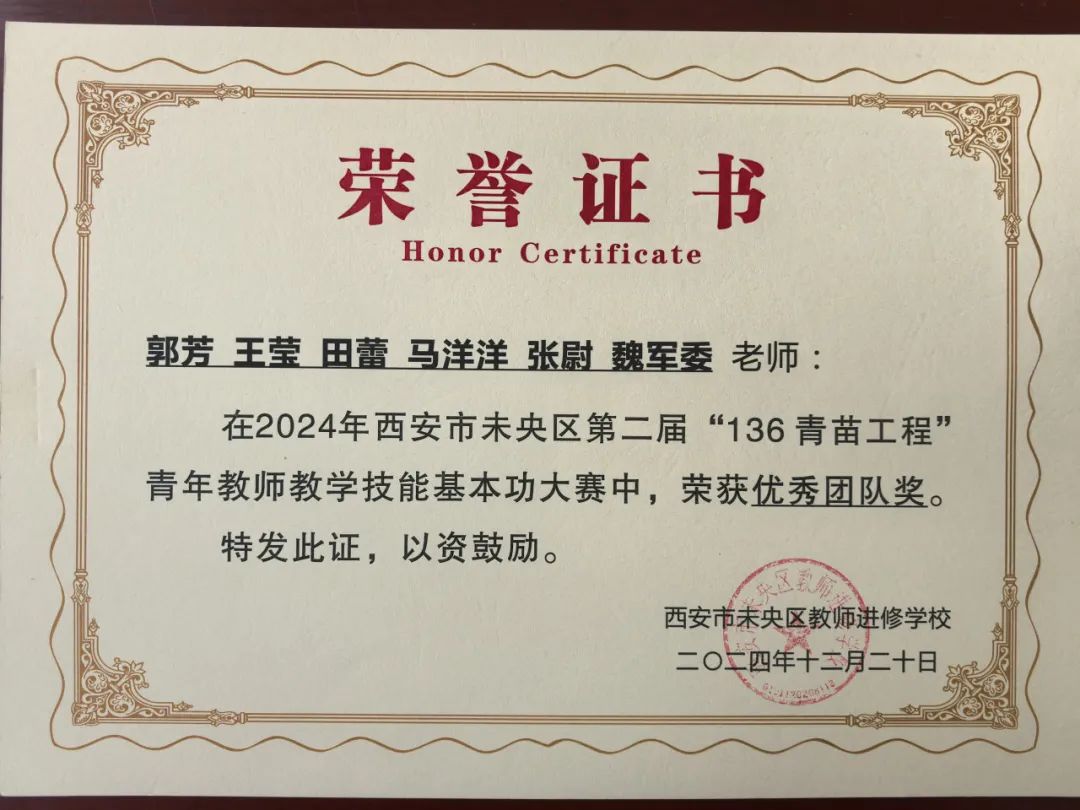 荣誉证书
Honor Certificate
郭芳 王莹 田蕾 马洋洋 张尉 魏军委 老师：
在2024年西安市未央区第二届“136青苗工程”
青年教师教学技能基本功大赛中，荣获优秀团队奖。
特发此证，以资鼓励。
西安市未央区教师进修学校
二〇二四年十二月二十日